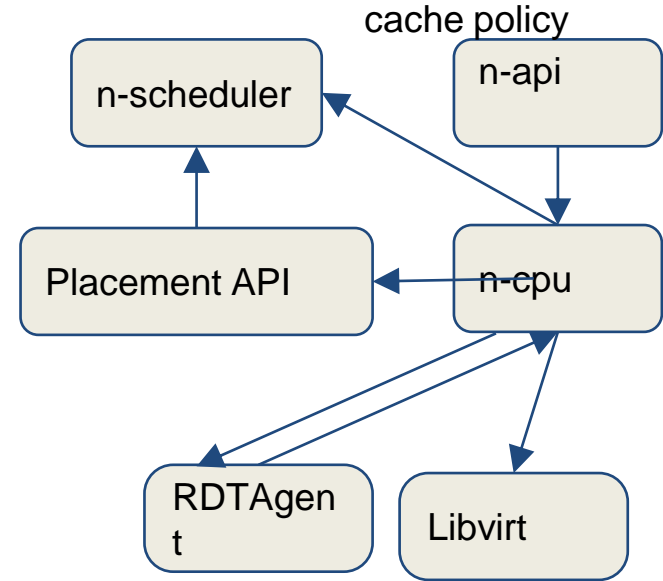 cache policy
n-scheduler
n-api
Placement API
n-cpu
RDTAgen
t
Libvirt